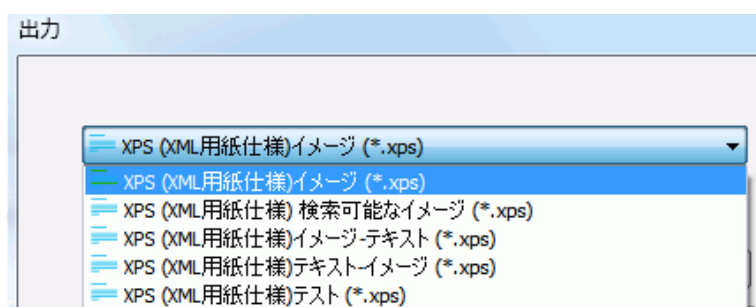 出力
XPS (XML用紙仕様)イメージ (*.xps)
XPS (XML用紙仕様)イメージ (*.xps)
XPS (XML用紙仕様) 検索可能なイメージ (*.xps)
XPS (XML用紙仕様)イメージ-テキスト (*.xps)
XPS (XML用紙仕様)テキスト-イメージ (*.xps)
XPS (XML用紙仕様)テスト (*.xps)